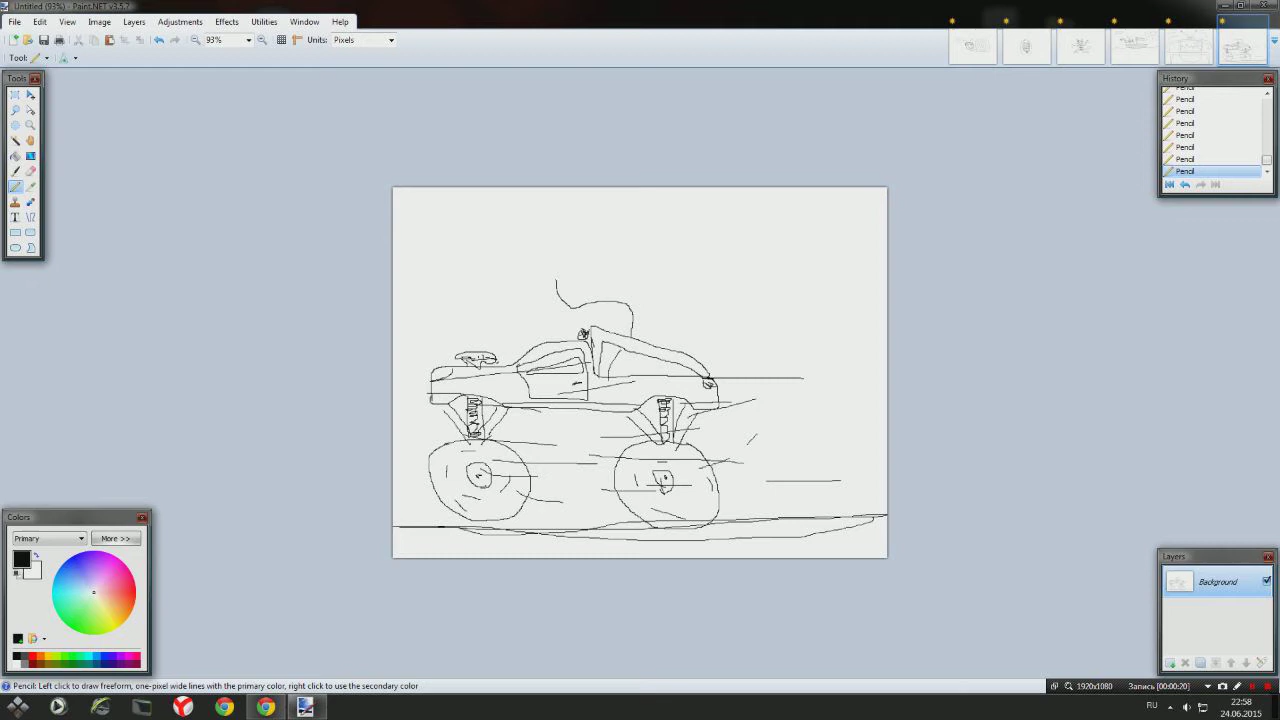 Untitled (93%) - Paint.NET v3.5.?
File Edit View Image Layers Adjustments Effects Utilities Window Help
93% Units: Pixels
Tool:
Tools
History
Pencil
Pencil
Pencil
Pencil
Pencil
Pencil
Pencil
Pencil
Colors
Primary More >>
Layers
Background
Pencil: Left click to draw freeform, one-pixel wide lines with the primary color, right click to use the secondary color
1920x1080 Запись [00:00:20]
RU 22:58
24.06.2015